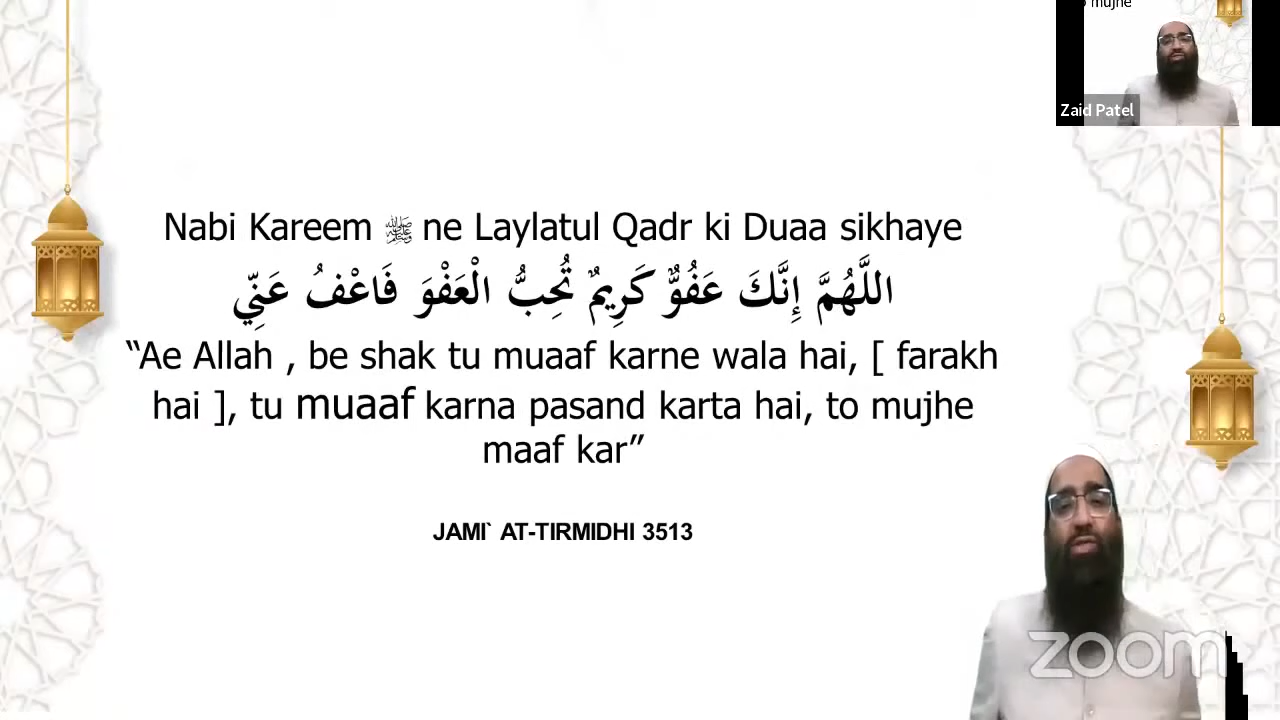 mujhe
Zaid Patel
Nabi Kareem ﷺ ne Laylatul Qadr ki Duaa sikhaye
اللَّهُمَّ إِنَّكَ عَفُوٌّ كَرِيمٌ تُحِبُّ الْعَفْوَ فَاعْفُ عَنِّي
“Ae Allah , be shak tu muaaf karne wala hai, [ farakh
hai ], tu muaaf karna pasand karta hai, to mujhe
maaf kar”
JAMI` AT-TIRMIDHI 3513
zoom